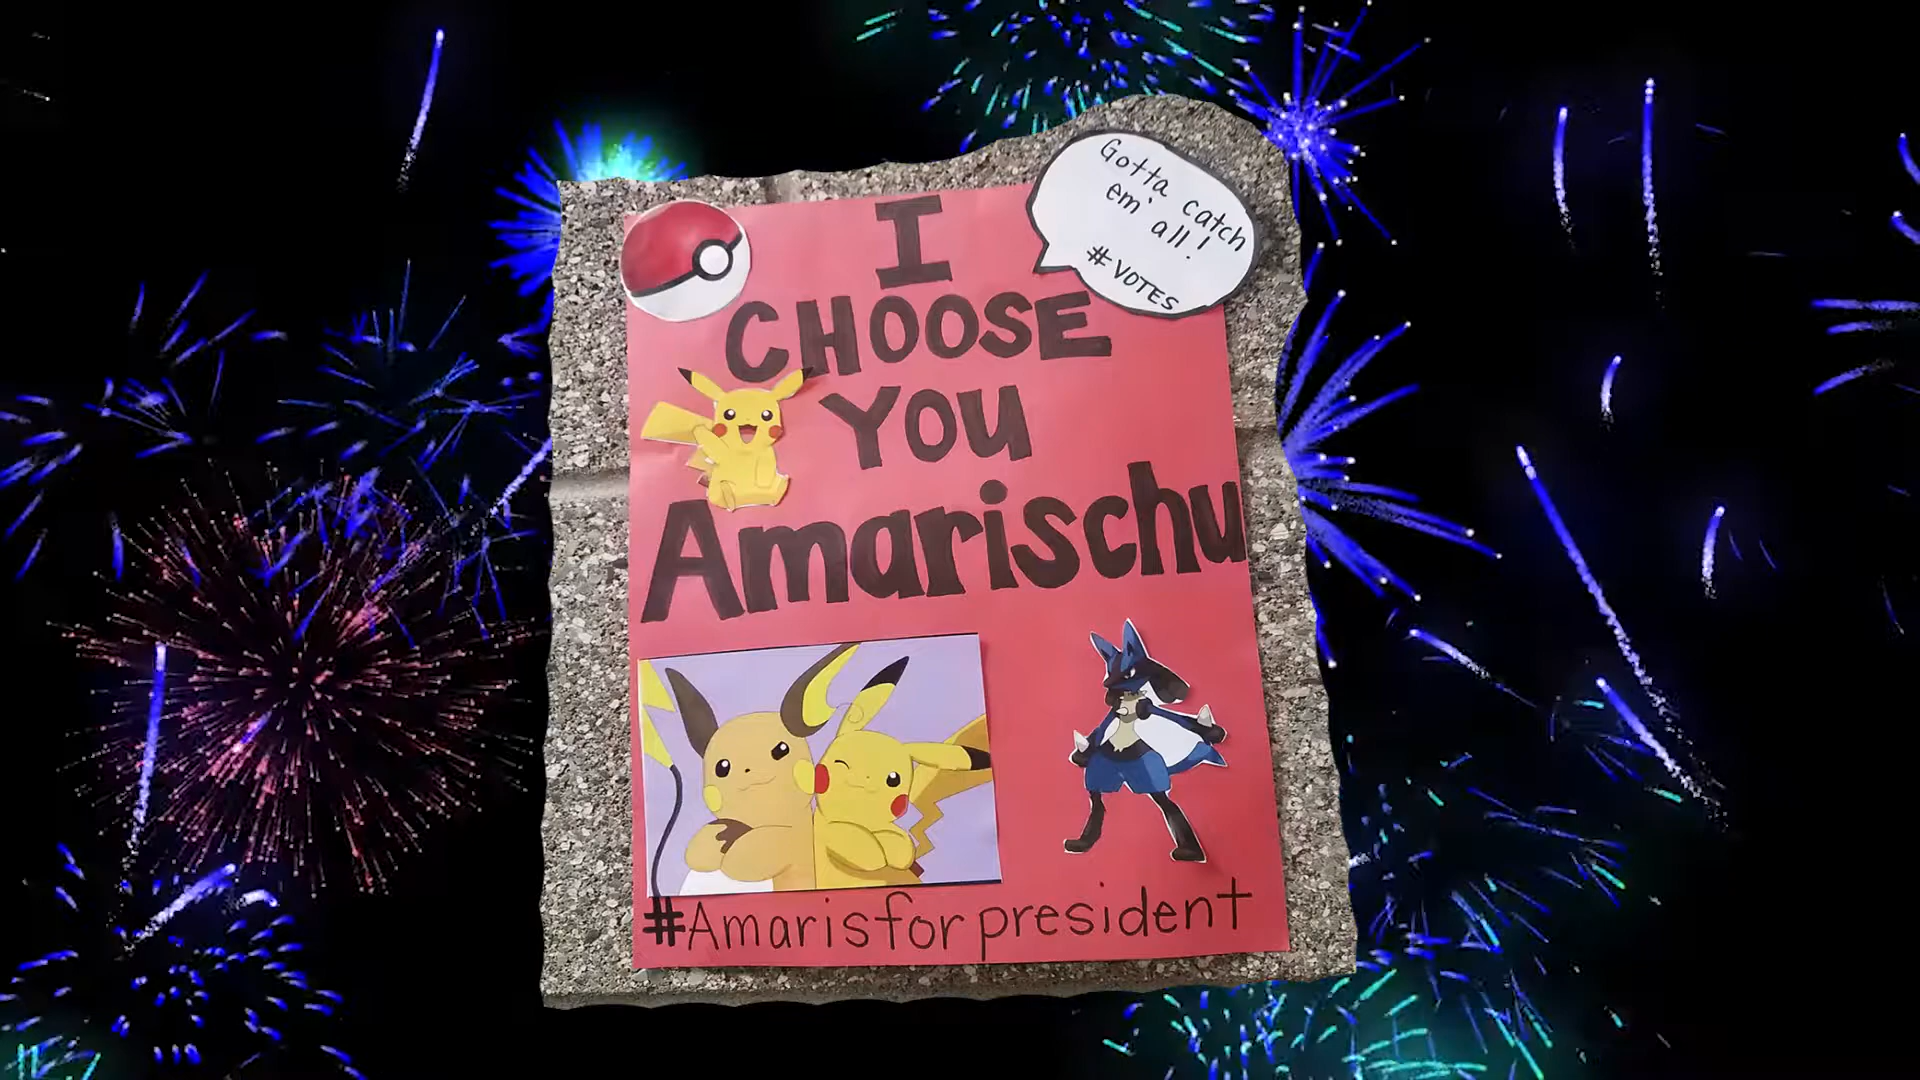 I
CHOOSE
YOU
Amarischu
Gotta catch
em' all!
#VOTES
#Amarisforpresident